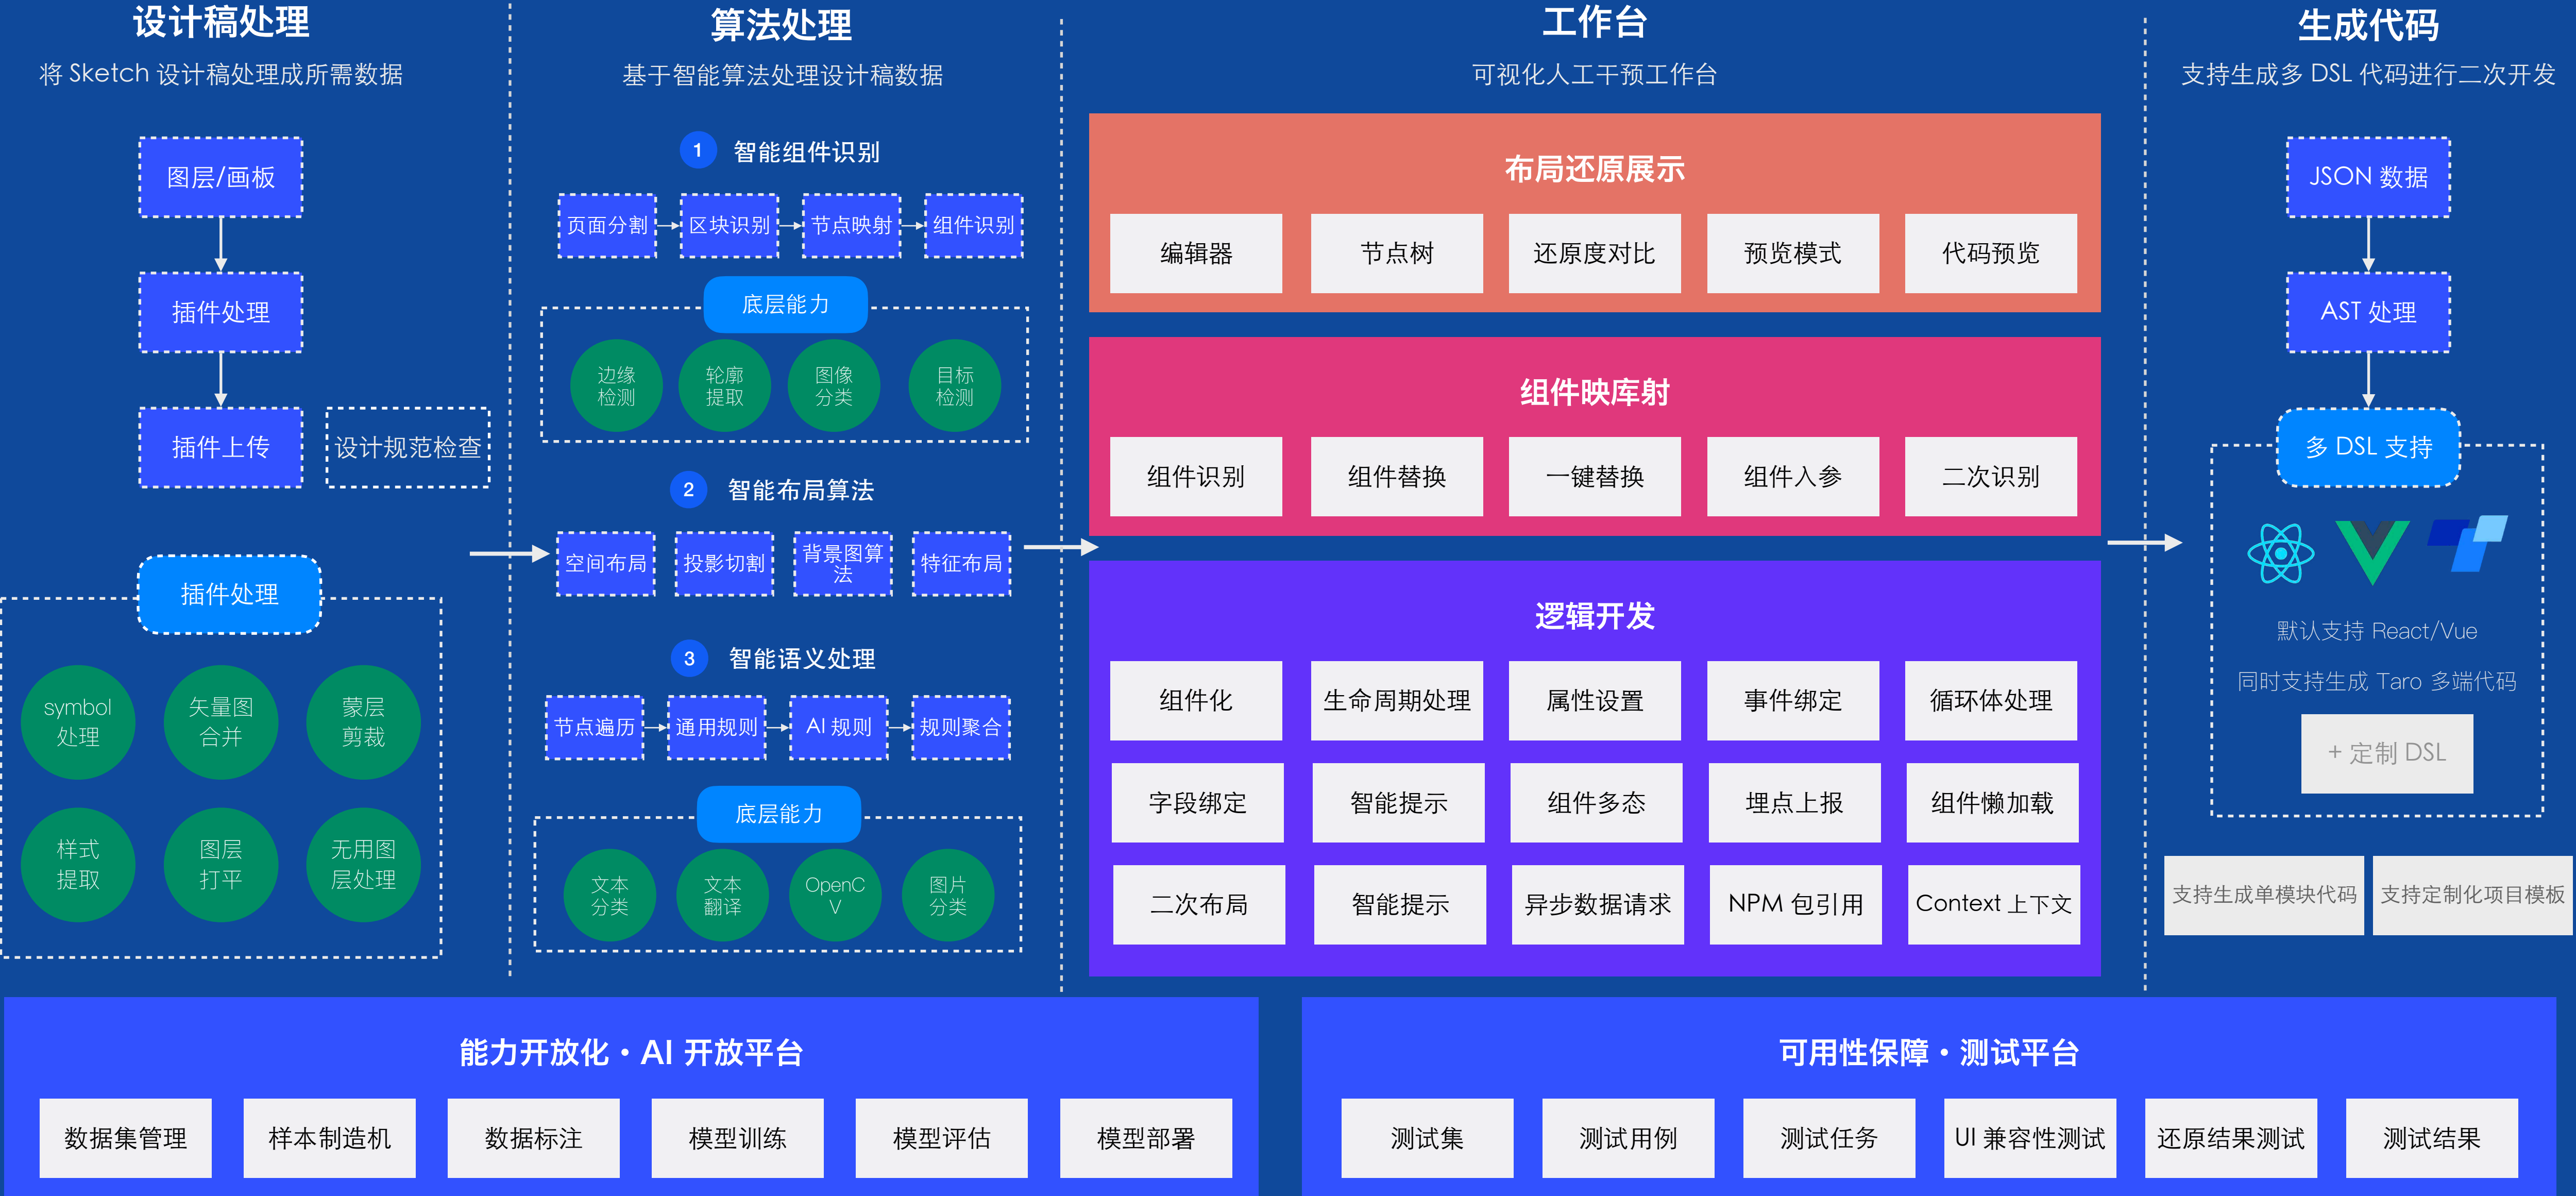 设计稿处理
将 Sketch 设计稿处理成所需数据
图层/画板
插件处理
插件上传
设计规范检查
插件处理
symbol
处理
矢量图
合并
蒙层
剪裁
样式
提取
图层
打平
无用图
层处理
算法处理
基于智能算法处理设计稿数据
1 智能组件识别
页面分割
区块识别
节点映射
组件识别
底层能力
边缘
检测
轮廓
提取
图像
分类
目标
检测
2 智能布局算法
空间布局
投影切割
背景图算
法
特征布局
3 智能语义处理
节点遍历
通用规则
AI 规则
规则聚合
底层能力
文本
分类
文本
翻译
OpenC
V
图片
分类
工作台
可视化人工干预工作台
布局还原展示
编辑器
节点树
还原度对比
预览模式
代码预览
组件映库射
组件识别
组件替换
一键替换
组件入参
二次识别
逻辑开发
组件化
生命周期处理
属性设置
事件绑定
循环体处理
字段绑定
智能提示
组件多态
埋点上报
组件懒加载
二次布局
智能提示
异步数据请求
NPM 包引用
Context 上下文
生成代码
支持生成多 DSL 代码进行二次开发
JSON 数据
AST 处理
多 DSL 支持
默认支持 React/Vue
同时支持生成 Taro 多端代码
+ 定制 DSL
支持生成单模块代码
支持定制化项目模板
能力开放化・AI 开放平台
数据集管理
样本制造机
数据标注
模型训练
模型评估
模型部署
可用性保障・测试平台
测试集
测试用例
测试任务
UI 兼容性测试
还原结果测试
测试结果